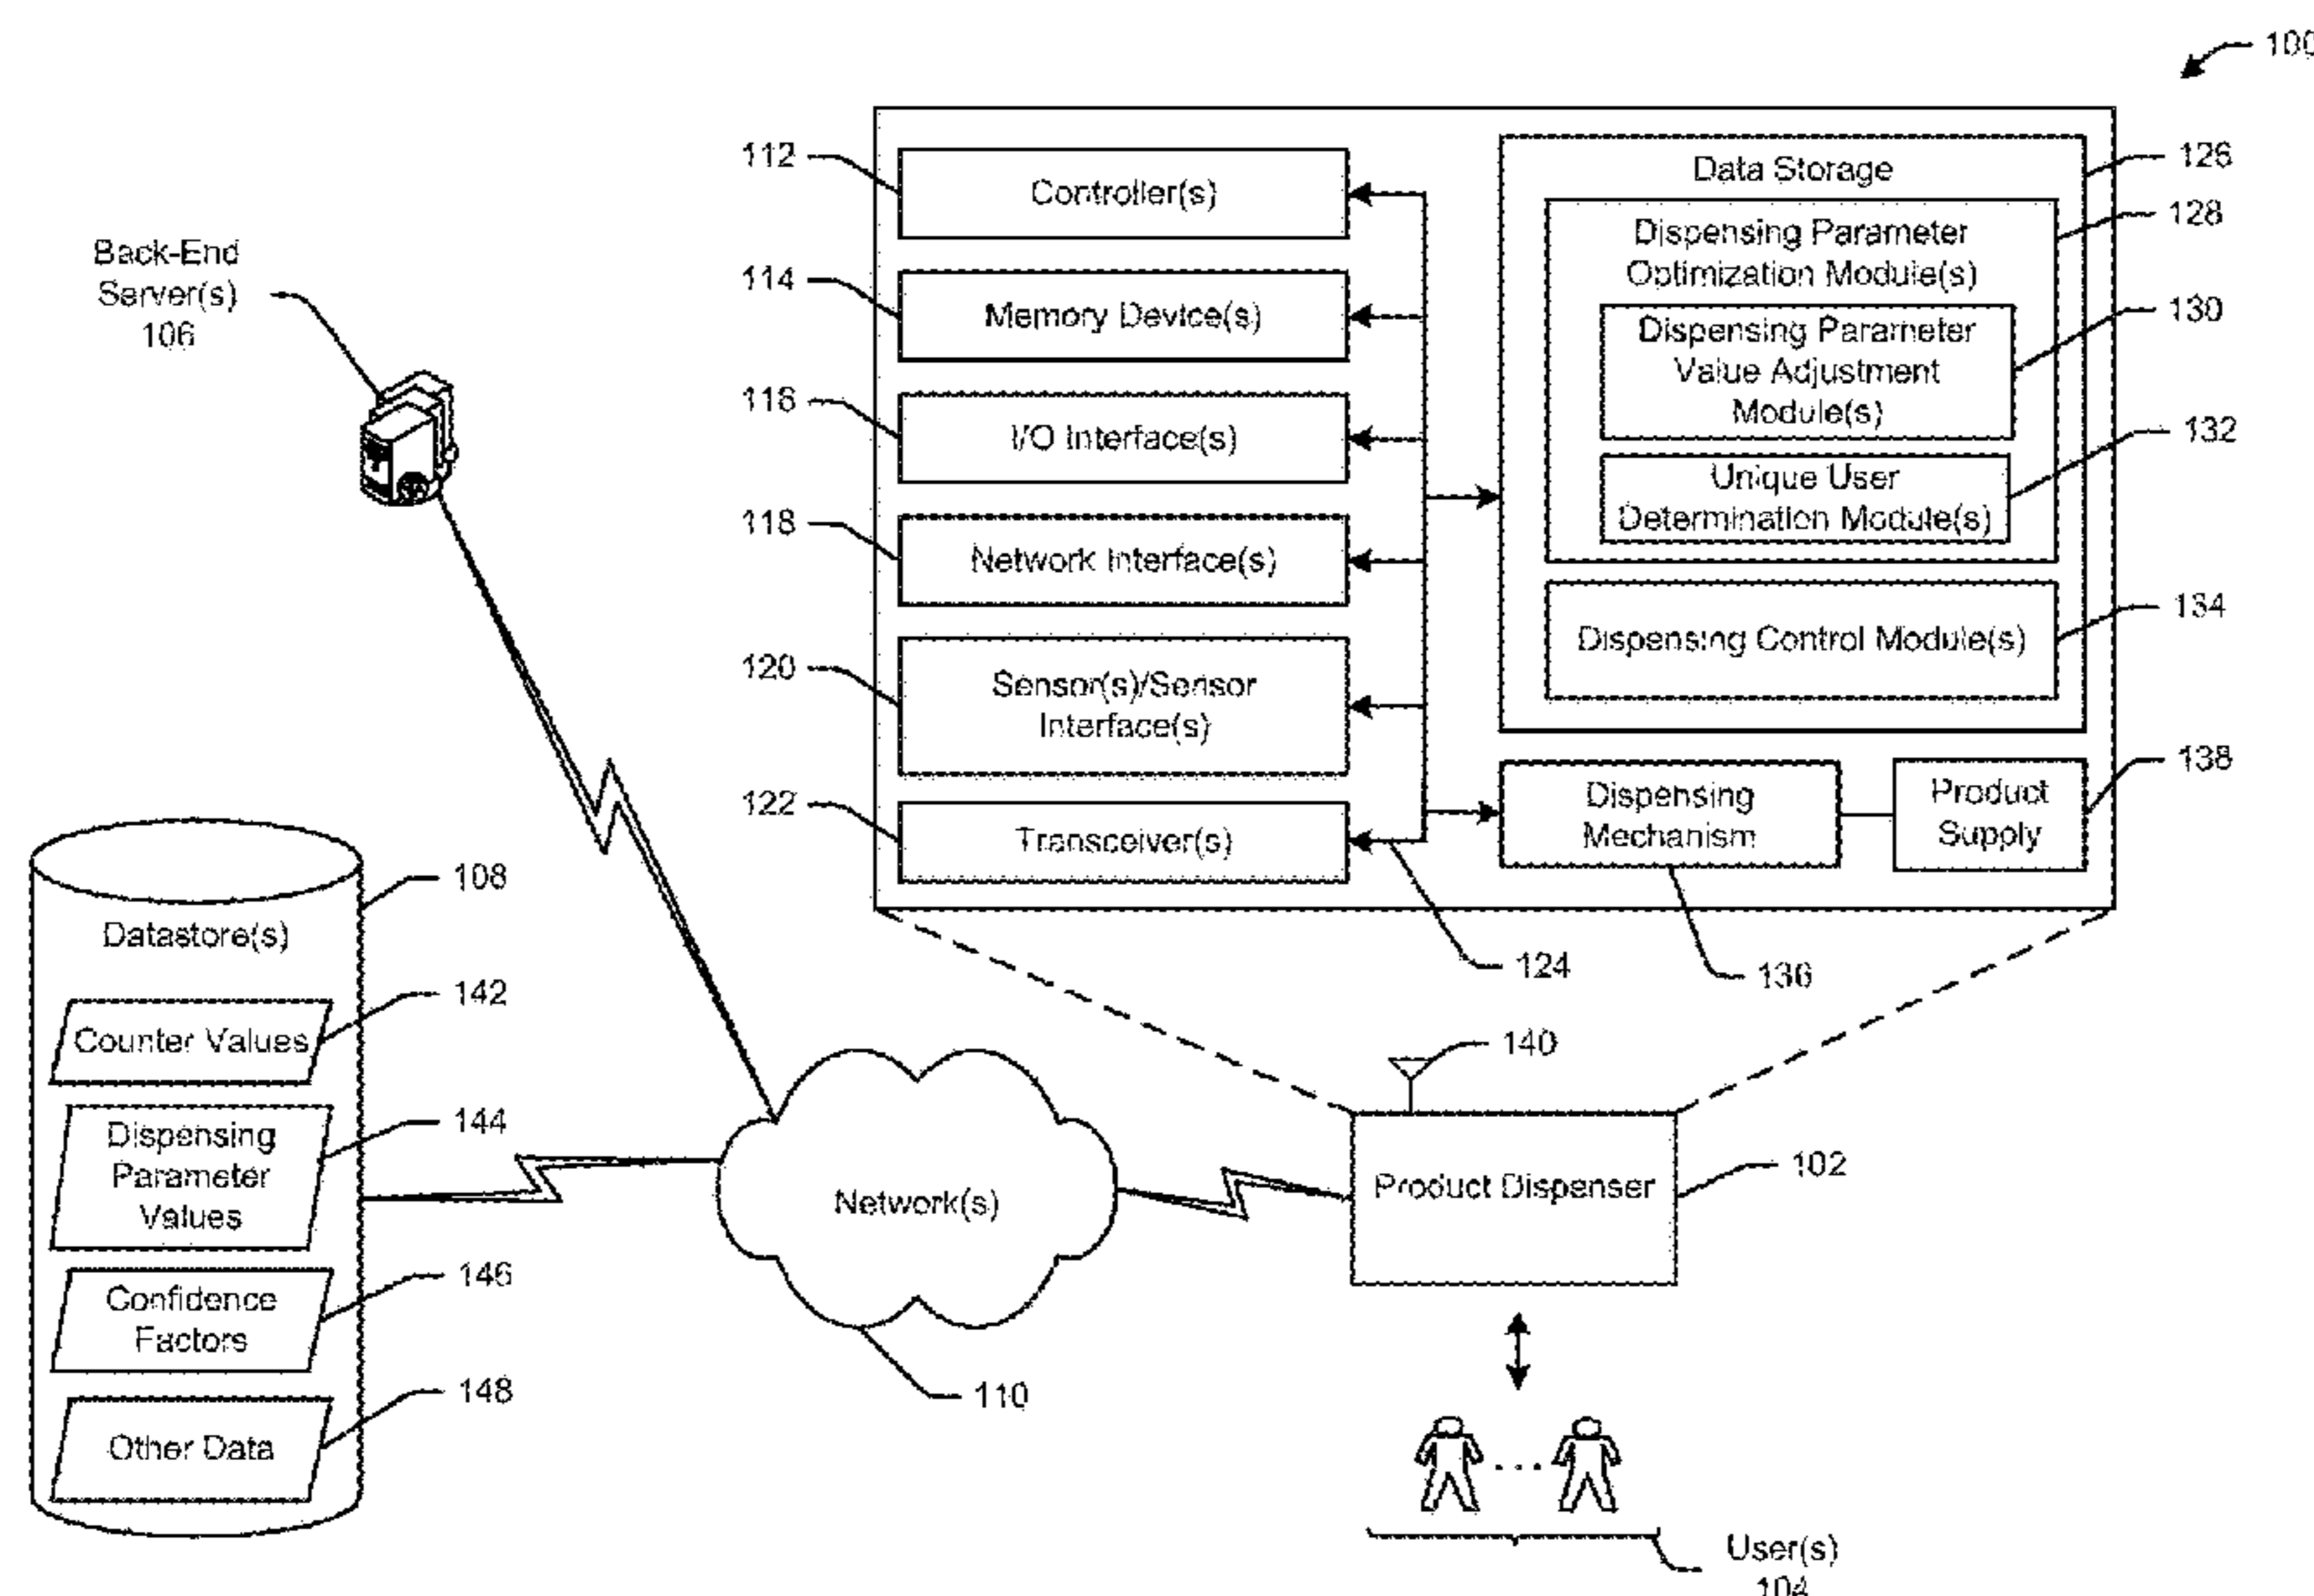 100
112
Controller(s)
114
Memory Device(s)
116
I/O Interface(s)
118
Network Interface(s)
120
Sensor(s)/Sensor
Interface(s)
122
Transceiver(s)
124
Data Storage
126
Dispensing Parameter
Optimization Module(s)
128
Dispensing Parameter
Value Adjustment
Module(s)
130
Unique User
Determination Module(s)
132
Dispensing Control Module(s)
134
Dispensing
Mechanism
136
Product
Supply
138
Back-End
Server(s)
106
Datastore(s)
108
Counter Values
142
Dispensing
Parameter
Values
144
Confidence
Factors
146
Other Data
148
Network(s)
110
140
Product Dispenser
102
...
User(s)
104